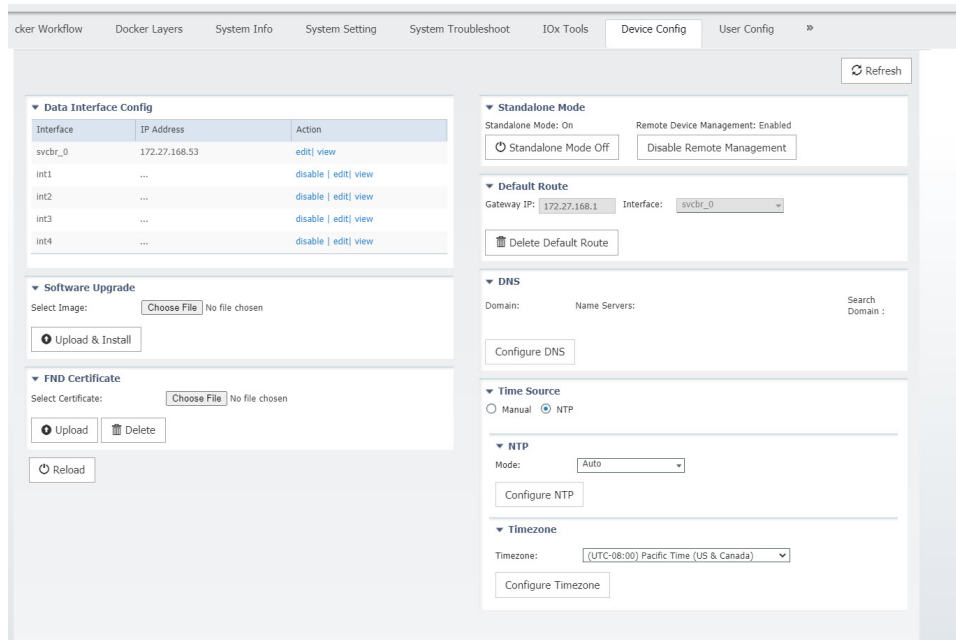 cker Workflow Docker Layers System Info System Setting System Troubleshoot IOx Tools Device Config User Config »
Refresh
Data Interface Config
Interface IP Address Action
svcbr_0 172.27.168.53 edit| view
int1 ... disable | edit| view
int2 ... disable | edit| view
int3 ... disable | edit| view
int4 ... disable | edit| view
Software Upgrade
Select Image: Choose File No file chosen
Upload & Install
FND Certificate
Select Certificate: Choose File No file chosen
Upload Delete
Reload
Standalone Mode
Standalone Mode: On Remote Device Management: Enabled
Standalone Mode Off Disable Remote Management
Default Route
Gateway IP: 172.27.168.1 Interface: svcbr_0
Delete Default Route
DNS
Domain: Name Servers: Search
Domain :
Configure DNS
Time Source
Manual NTP
NTP
Mode: Auto
Configure NTP
Timezone
Timezone: (UTC-08:00) Pacific Time (US & Canada)
Configure Timezone